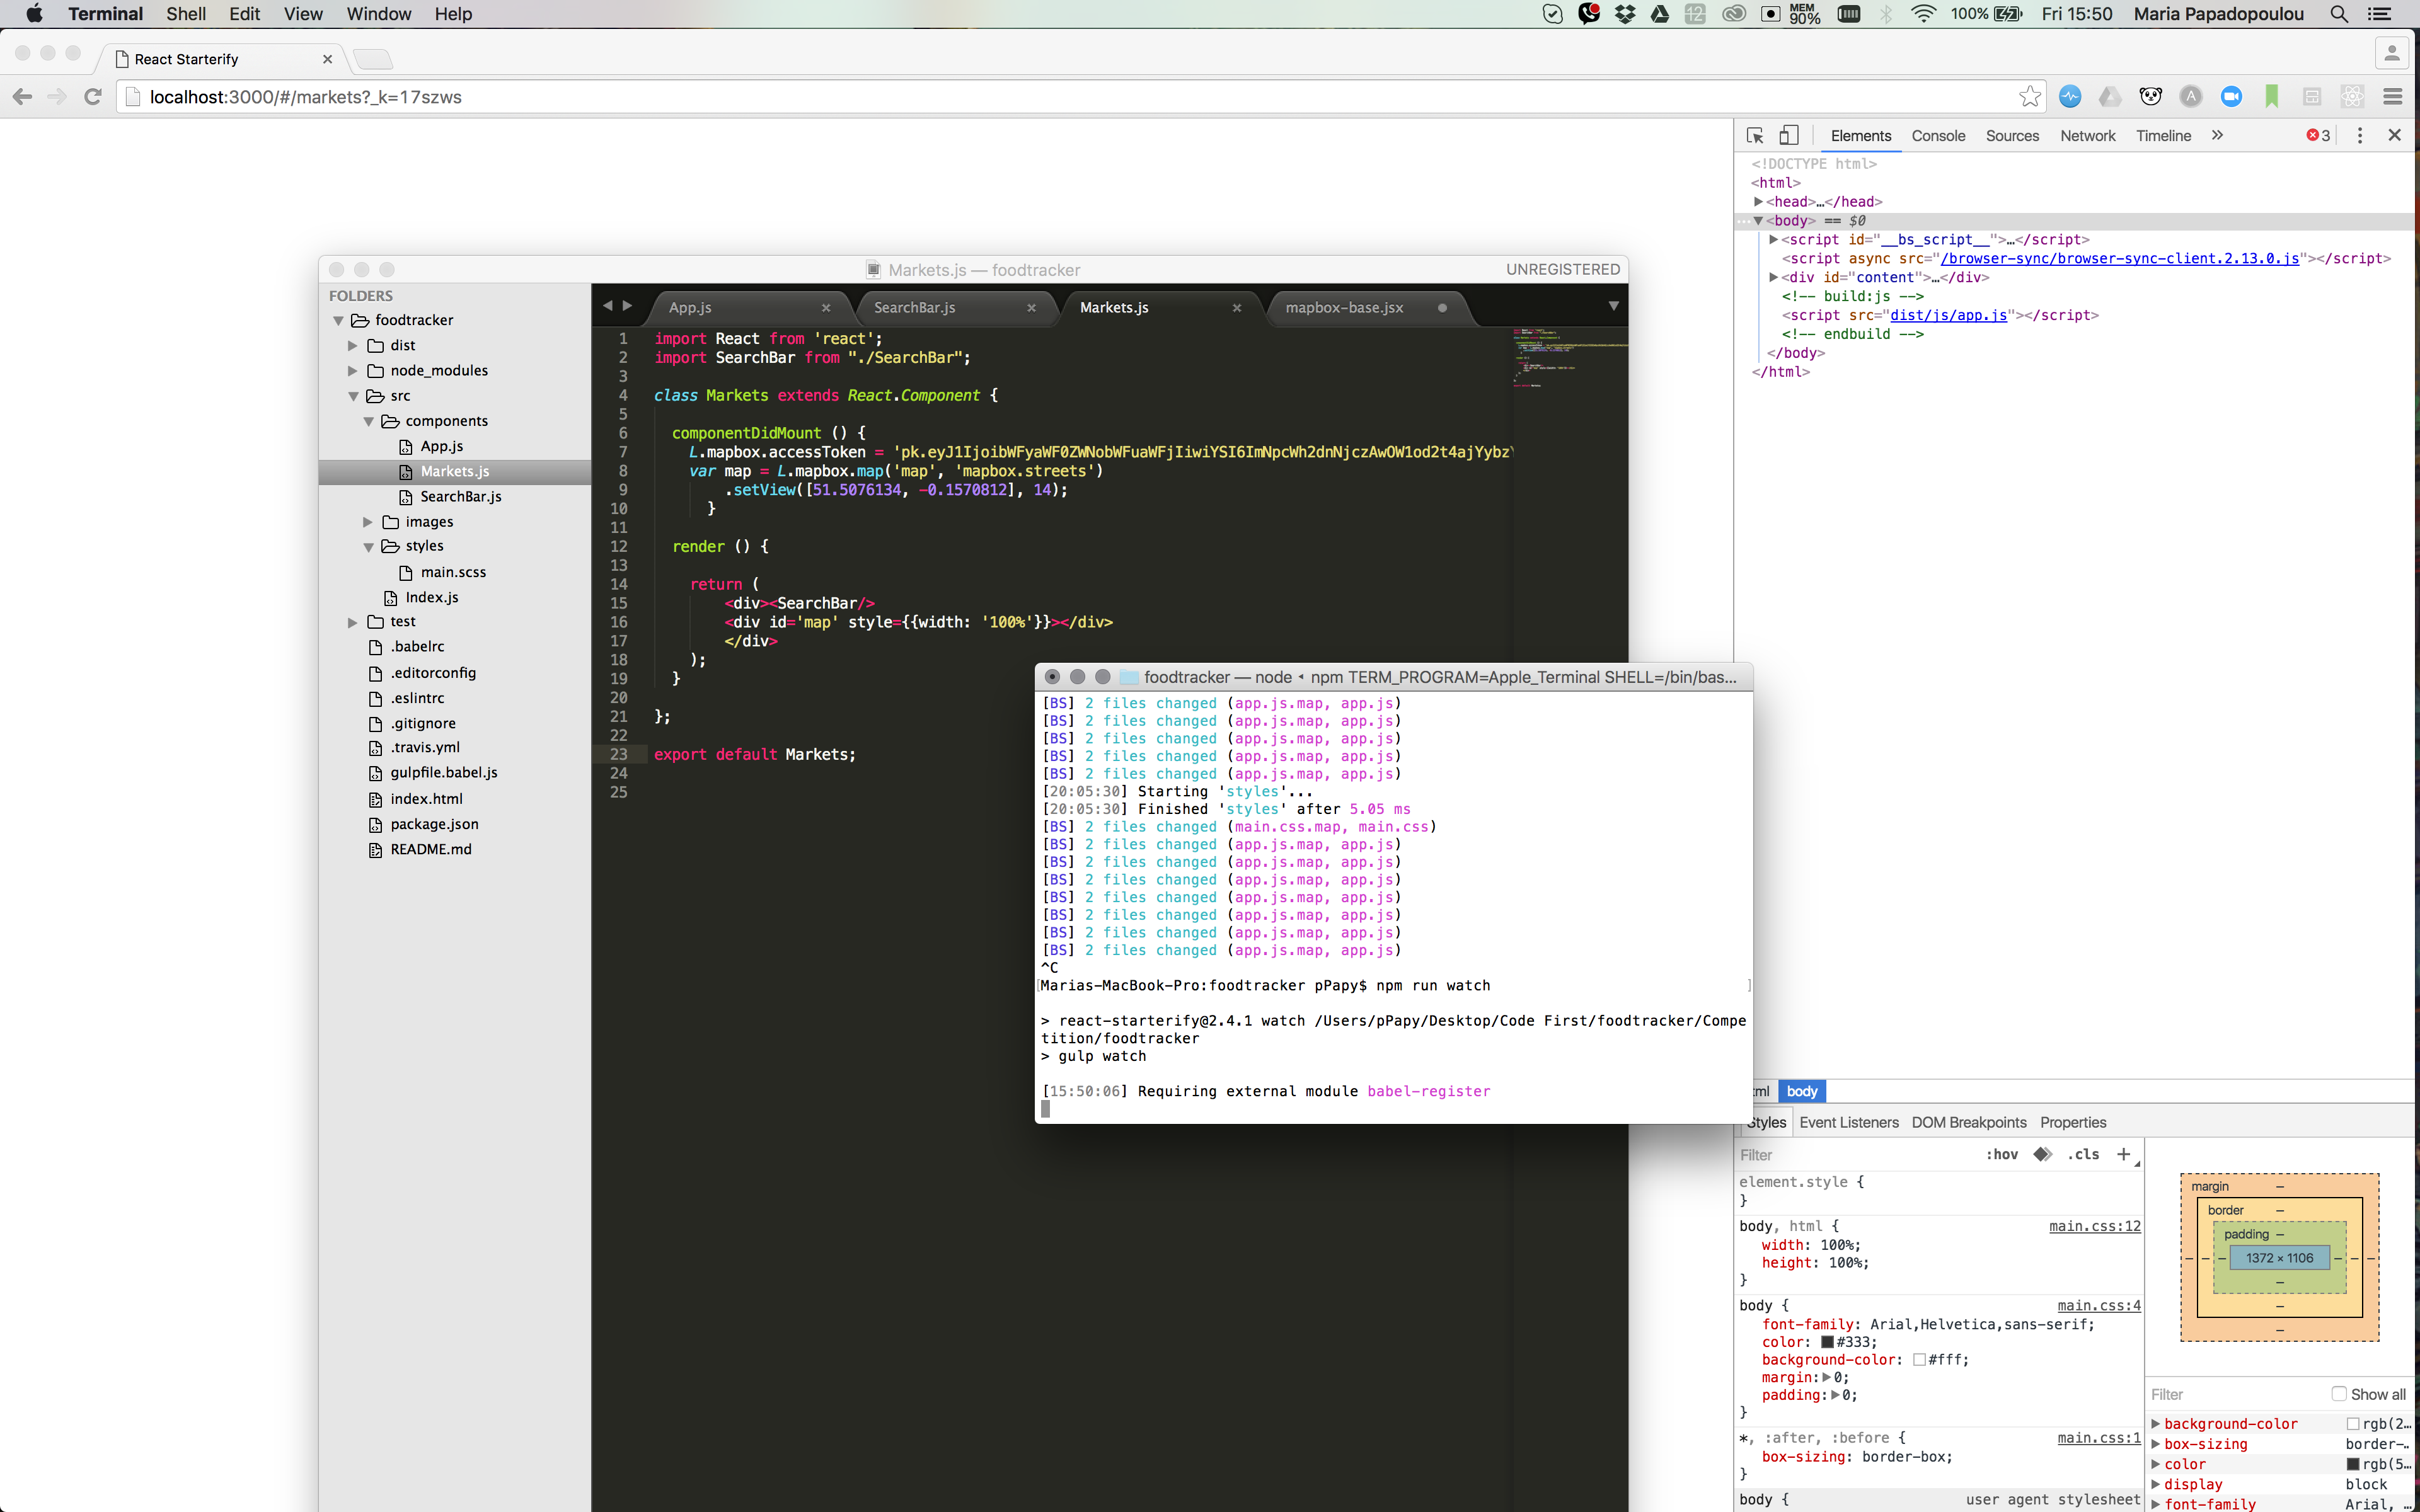 Terminal Shell Edit View Window Help
12 MEM 90% 100% Fri 15:50 Maria Papadopoulou
React Starterify
localhost:3000/#/markets?_k=17szws
Elements Console Sources Network Timeline 3
<!DOCTYPE html>
<html>
<head>…</head>
<body> == $0
<script id="__bs_script__">…</script>
<script async src="/browser-sync/browser-sync-client.2.13.0.js"></script>
<div id="content">…</div>
<!-- build:js -->
<script src="dist/js/app.js"></script>
<!-- endbuild -->
</body>
</html>
Markets.js — foodtracker
UNREGISTERED
FOLDERS
foodtracker
dist
node_modules
src
components
App.js
Markets.js
SearchBar.js
images
styles
main.scss
Index.js
test
.babelrc
.editorconfig
.eslintrc
.gitignore
.travis.yml
gulpfile.babel.js
index.html
package.json
README.md
App.js SearchBar.js Markets.js mapbox-base.jsx
1 import React from 'react';
2 import SearchBar from "./SearchBar";
3
4 class Markets extends React.Component {
5
6 componentDidMount () {
7 L.mapbox.accessToken = 'pk.eyJ1IjoibWFyaWF0ZWNobWFuaWFjIiwiYSI6ImNpcWh2dnNjczAwOW1od2t4ajYybz
8 var map = L.mapbox.map('map', 'mapbox.streets')
9 .setView([51.5076134, -0.1570812], 14);
10 }
11
12 render () {
13
14 return (
15 <div><SearchBar/>
16 <div id='map' style={{width: '100%'}}></div>
17 </div>
18 );
19 }
20
21 };
22
23 export default Markets;
24
25
foodtracker — node ◂ npm TERM_PROGRAM=Apple_Terminal SHELL=/bin/bas...
[BS] 2 files changed (app.js.map, app.js)
[BS] 2 files changed (app.js.map, app.js)
[BS] 2 files changed (app.js.map, app.js)
[BS] 2 files changed (app.js.map, app.js)
[BS] 2 files changed (app.js.map, app.js)
[20:05:30] Starting 'styles'...
[20:05:30] Finished 'styles' after 5.05 ms
[BS] 2 files changed (main.css.map, main.css)
[BS] 2 files changed (app.js.map, app.js)
[BS] 2 files changed (app.js.map, app.js)
[BS] 2 files changed (app.js.map, app.js)
[BS] 2 files changed (app.js.map, app.js)
[BS] 2 files changed (app.js.map, app.js)
[BS] 2 files changed (app.js.map, app.js)
[BS] 2 files changed (app.js.map, app.js)
^C
[Marias-MacBook-Pro:foodtracker pPapy$ npm run watch ]
> react-starterify@2.4.1 watch /Users/pPapy/Desktop/Code First/foodtracker/Compe
tition/foodtracker
> gulp watch
[15:50:06] Requiring external module babel-register
ml body
Styles Event Listeners DOM Breakpoints Properties
Filter :hov .cls +
element.style {
}
body, html { main.css:12
width: 100%;
height: 100%;
}
body { main.css:4
font-family: Arial,Helvetica,sans-serif;
color: #333;
background-color: #fff;
margin: 0;
padding: 0;
}
*, :after, :before { main.css:1
box-sizing: border-box;
}
body { user agent stylesheet
margin –
border –
padding –
1372 × 1106
Filter Show all
background-color rgb(2…
box-sizing border-…
color rgb(5…
display block
font-family Arial, …